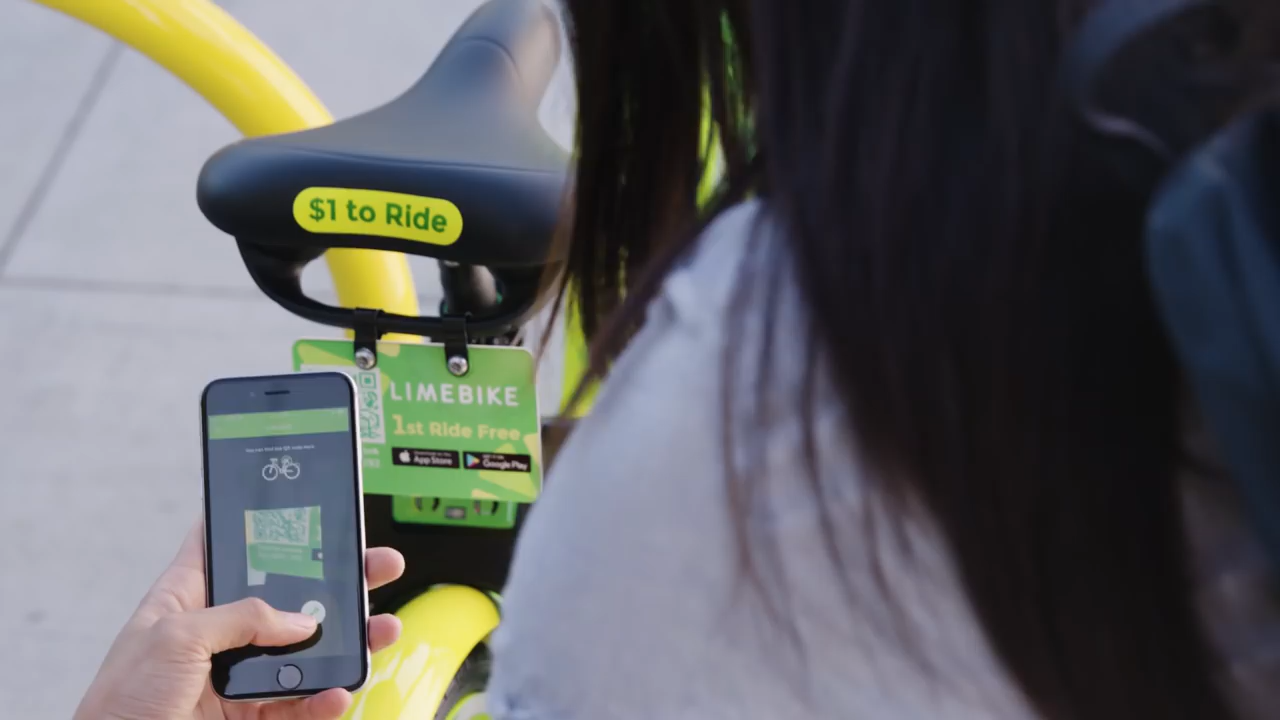 $1 to Ride
LIMEBIKE
1st Ride Free
App Store
Google Play